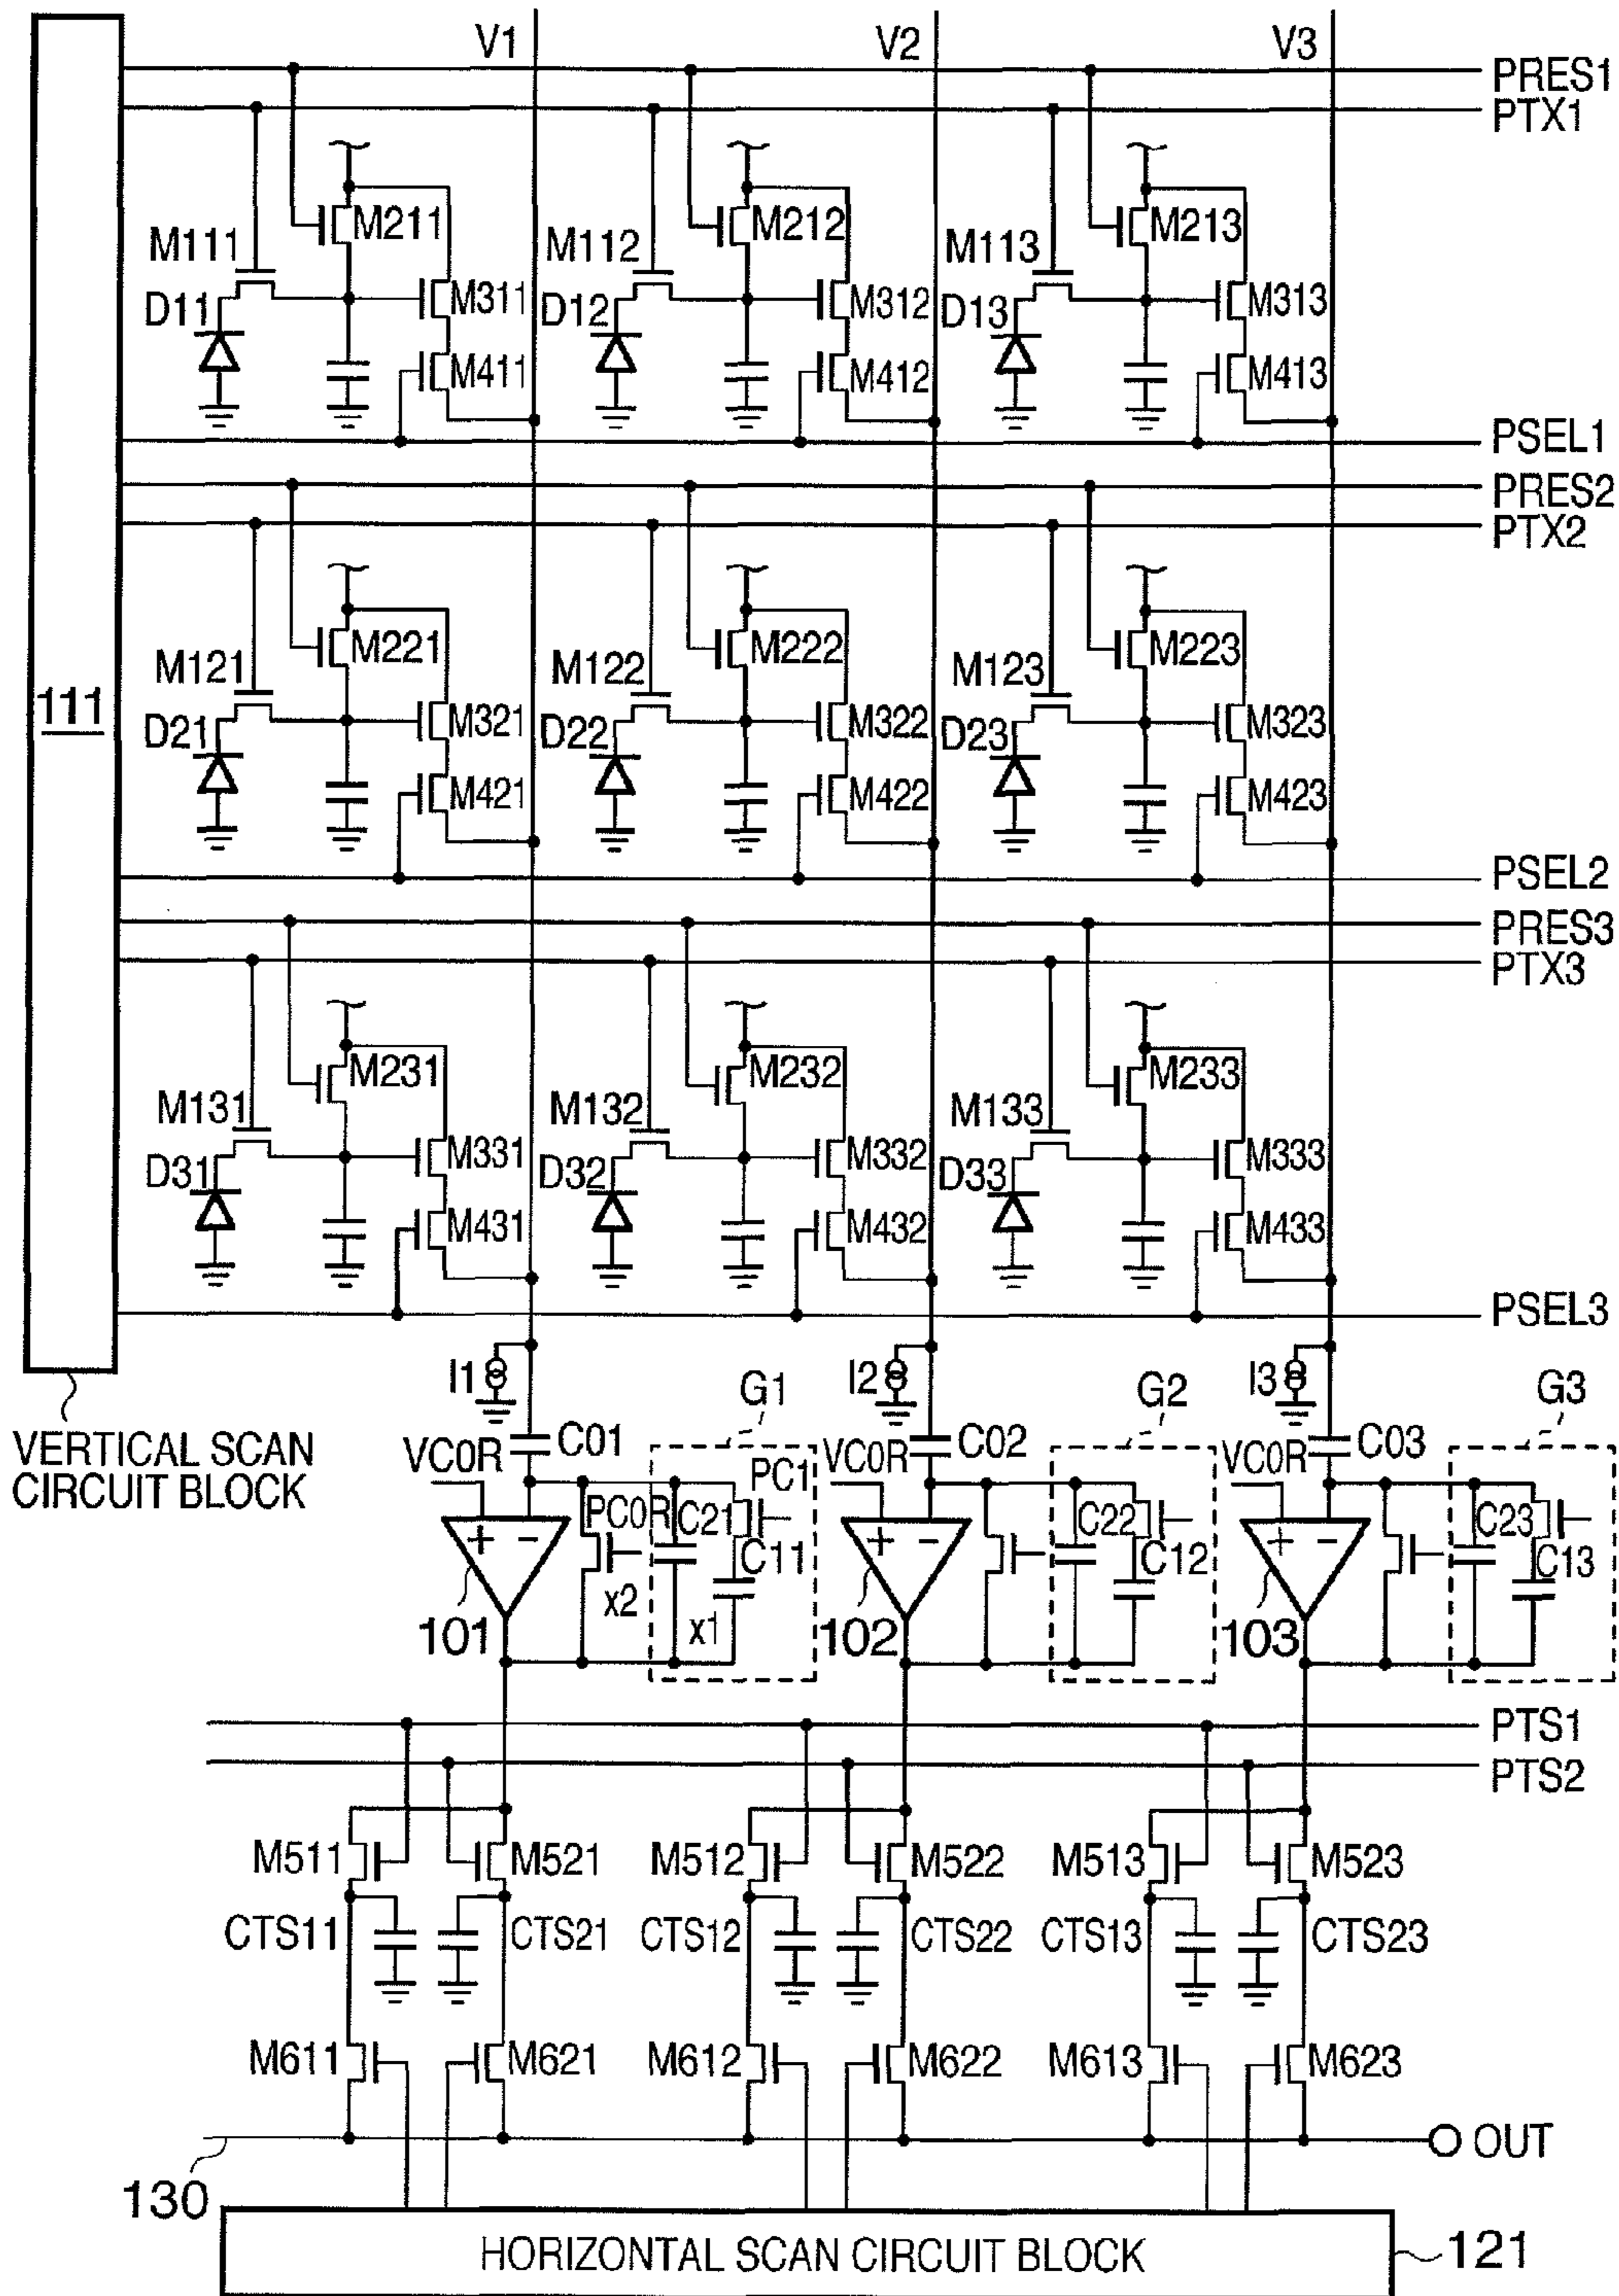 V1 V2 V3
PRES1
PTX1
M211 M212 M213
M111 M112 M113
D11 M311 D12 M312 D13 M313
M411 M412 M413
PSEL1
PRES2
PTX2
M221 M222 M223
M121 M122 M123
111
D21 M321 D22 M322 D23 M323
M421 M422 M423
PSEL2
PRES3
PTX3
M231 M232 M233
M131 M132 M133
D31 M331 D32 M332 D33 M333
M431 M432 M433
PSEL3
I1 G1 I2 G2 I3 G3
VERTICAL SCAN
CIRCUIT BLOCK
VC0R C01 PC1 VC0R C02 VC0R C03
+ - PC0R C21 + - C22 + - C23
C11 C12 C13
x2 x1
101 102 103
PTS1
PTS2
M511 M521 M512 M522 M513 M523
CTS11 CTS21 CTS12 CTS22 CTS13 CTS23
M611 M621 M612 M622 M613 M623
OUT
130
HORIZONTAL SCAN CIRCUIT BLOCK 121